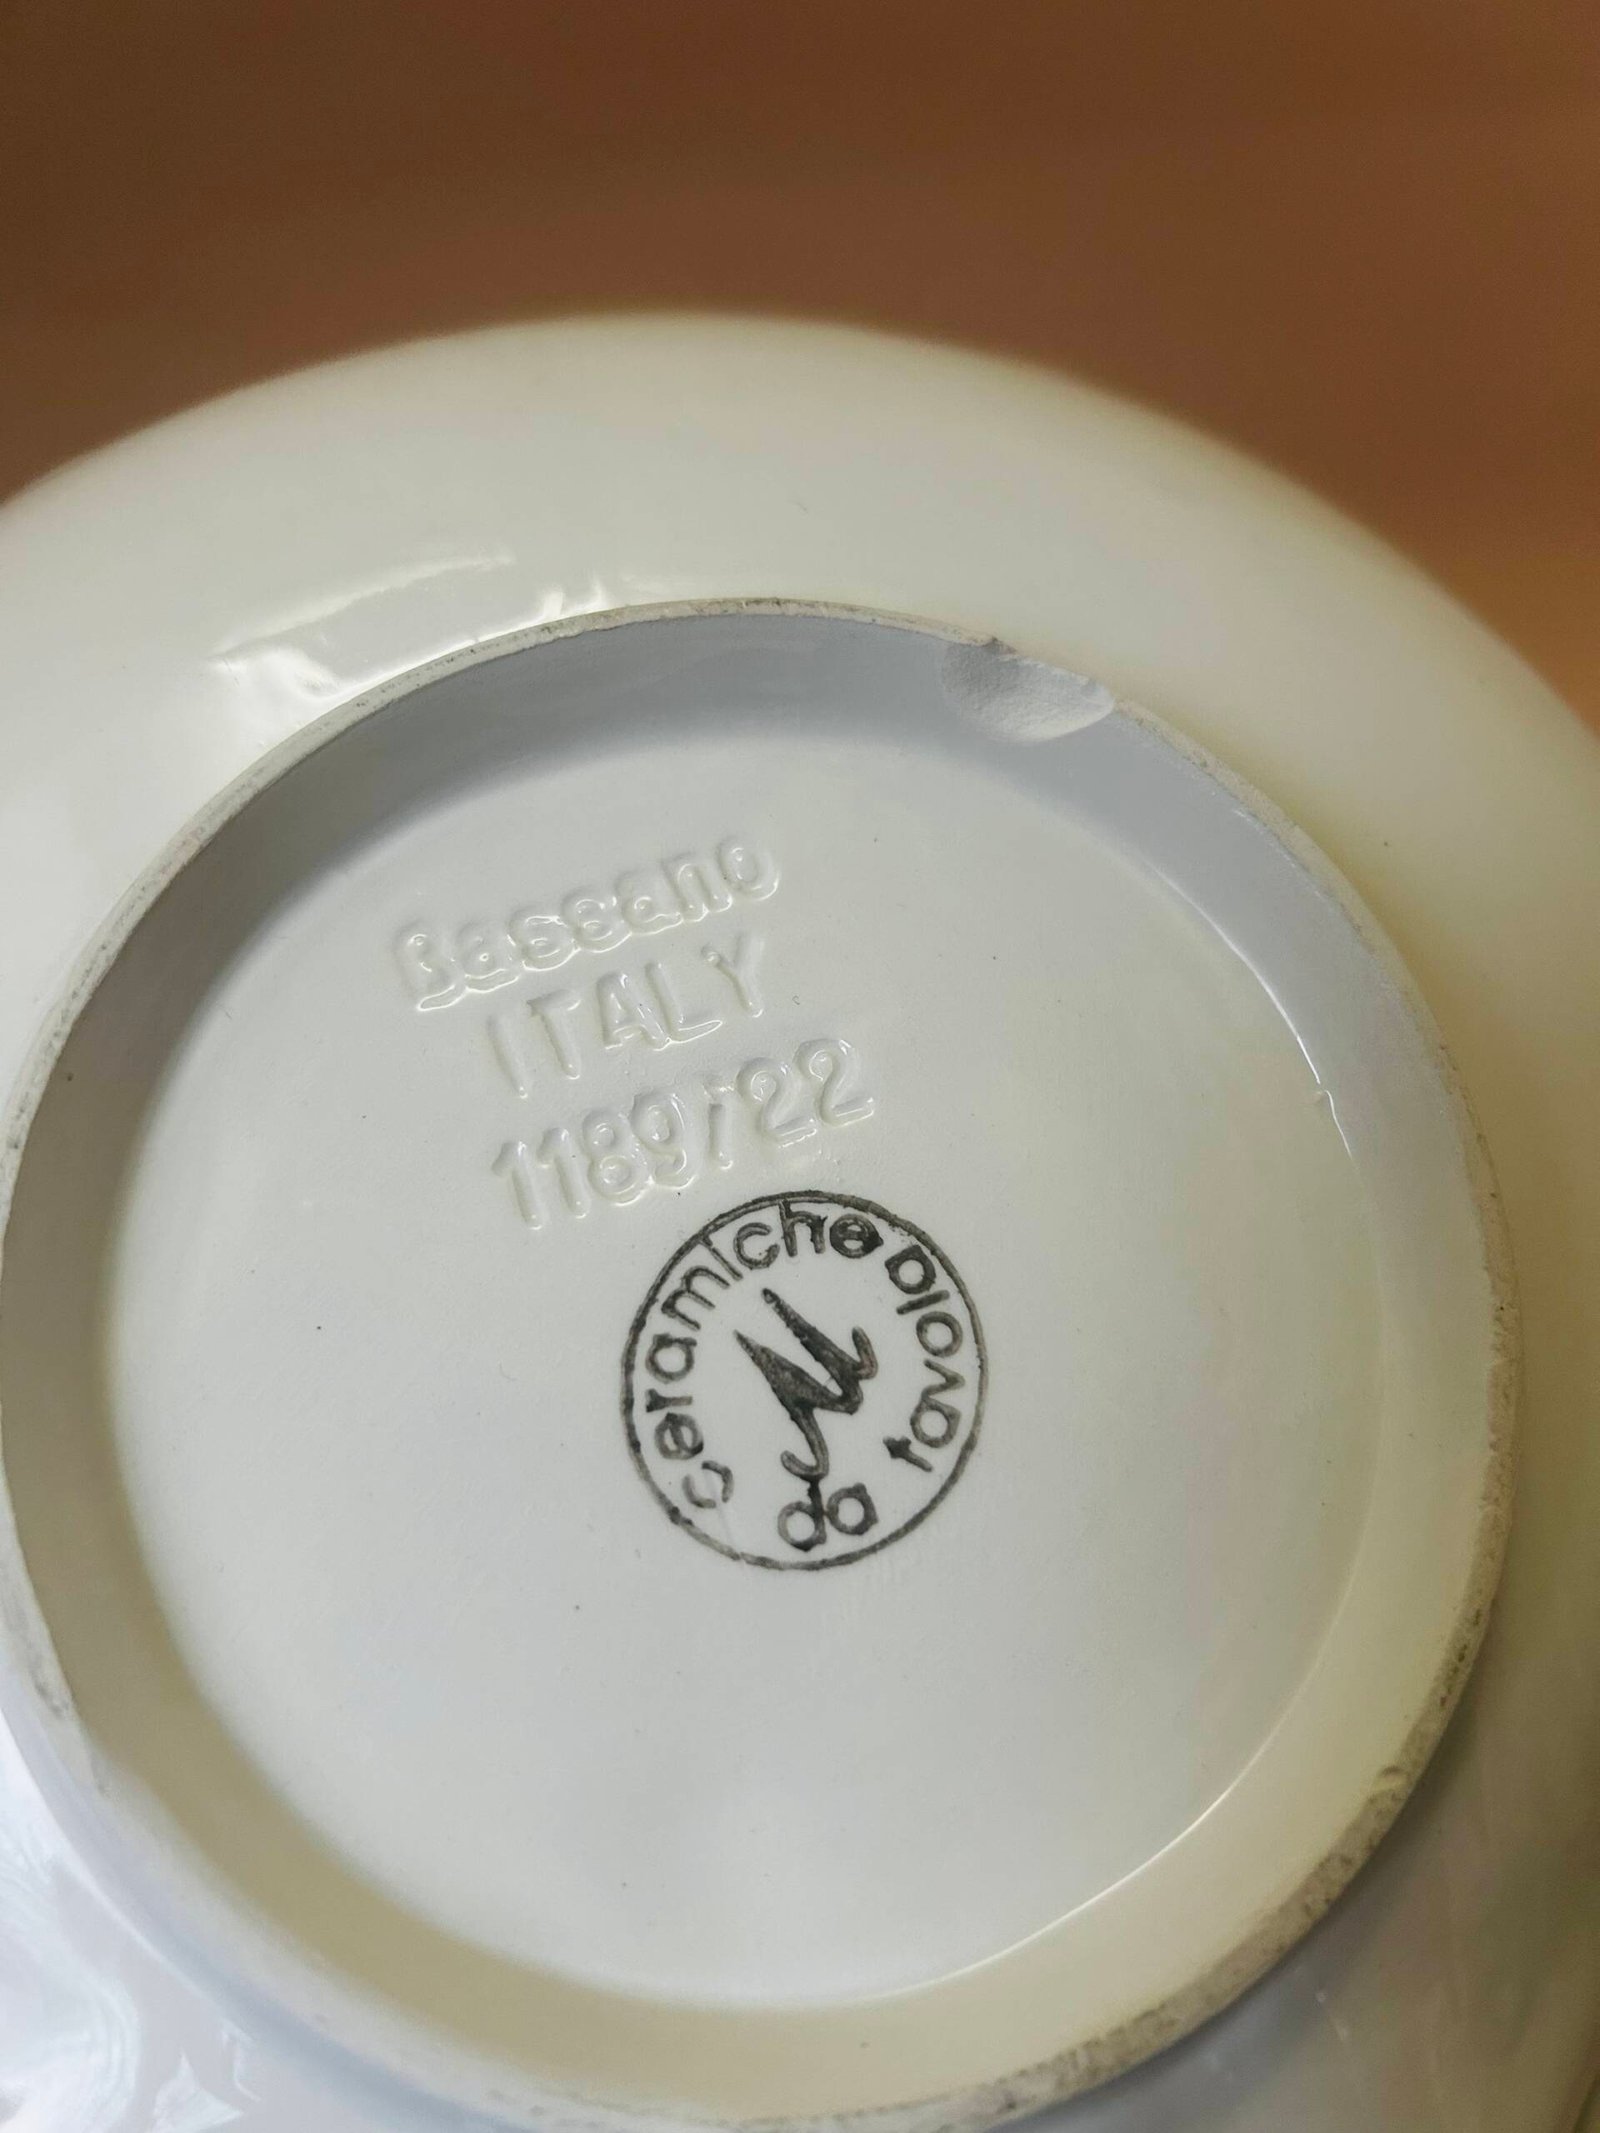 Bassano
ITALY
1189/22
ceramiche da tavola